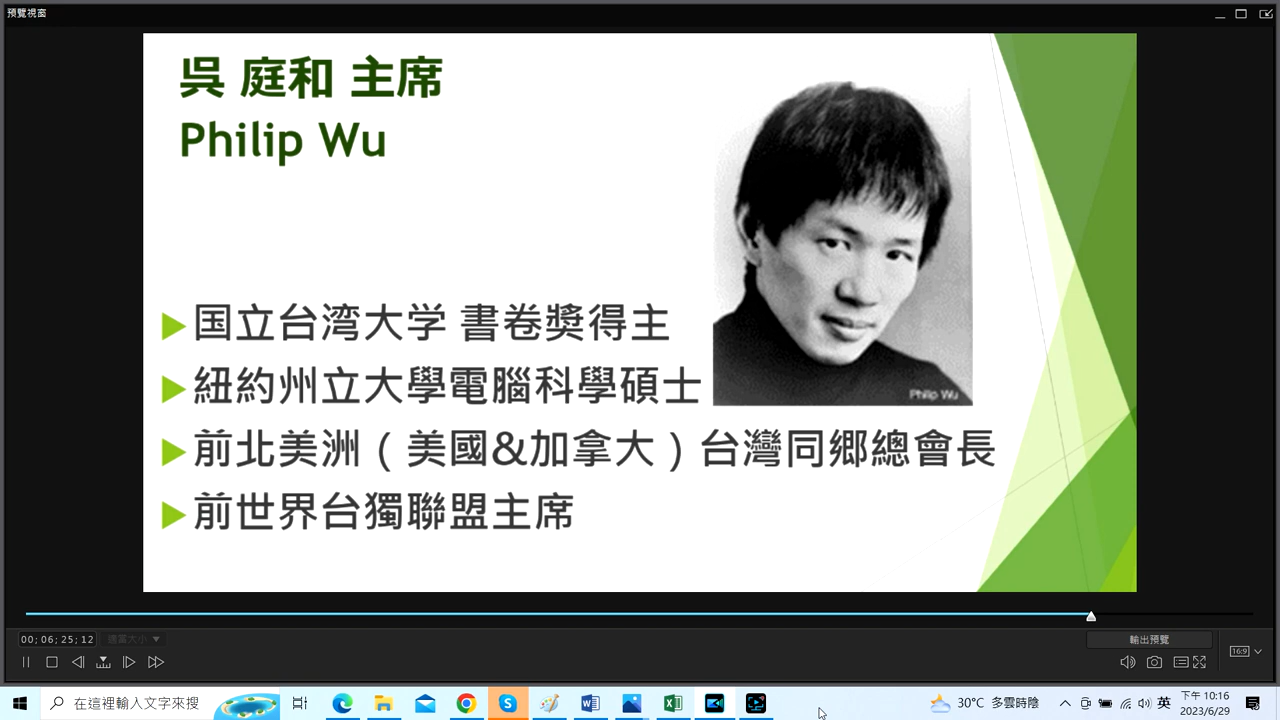 預覽視窗
吳 庭和 主席
Philip Wu
Philip Wu
国立台湾大学 書卷獎得主
紐約州立大學電腦科學碩士
前北美洲（美國&加拿大）台灣同鄉總會長
前世界台獨聯盟主席
00;06;25;12
適當大小
輸出預覽
16:9
在這裡輸入文字來搜
30°C 多雲時陰
英
下午 10:16
2023/6/29